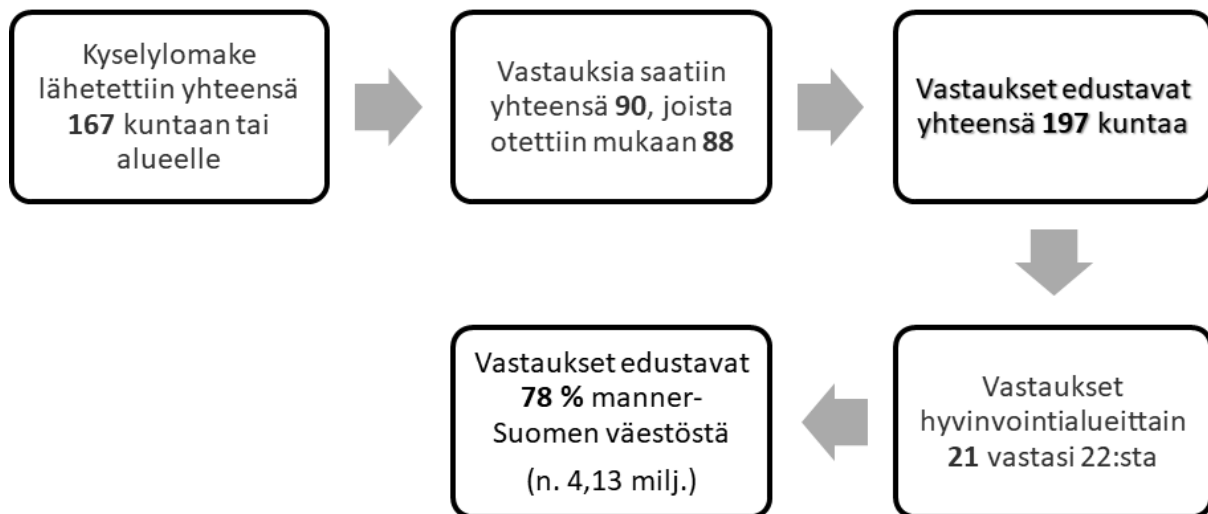 Kyselylomake
lähetettiin yhteensä
167 kuntaan tai
alueelle
Vastauksia saatiin
yhteensä 90, joista
otettiin mukaan 88
Vastaukset edustavat
yhteensä 197 kuntaa
Vastaukset
hyvinvointialueittain
21 vastasi 22:sta
Vastaukset edustavat
78 % manner-
Suomen väestöstä
(n. 4,13 milj.)